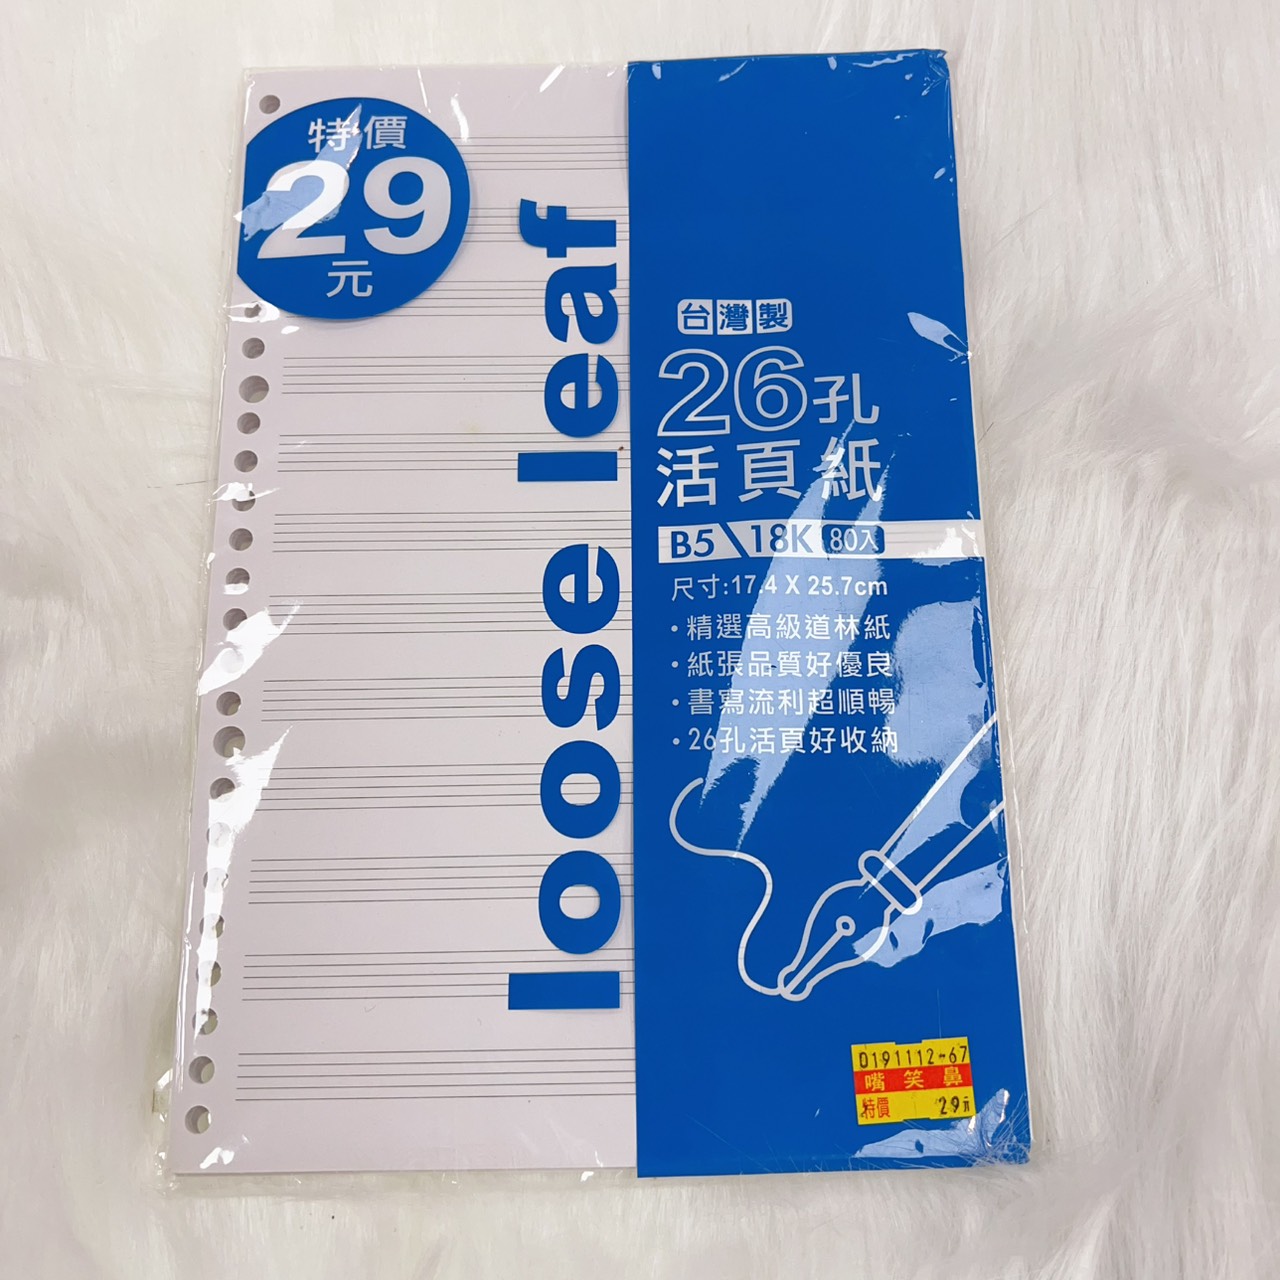 特價
29
元
loose leaf
台灣製
26孔
活頁紙
B5 \ 18K 80入
尺寸:17.4 X 25.7cm
・精選高級道林紙
・紙張品質好優良
・書寫流利超順暢
・26孔活頁好收納
0191112-67
嘴笑鼻
特價 29元